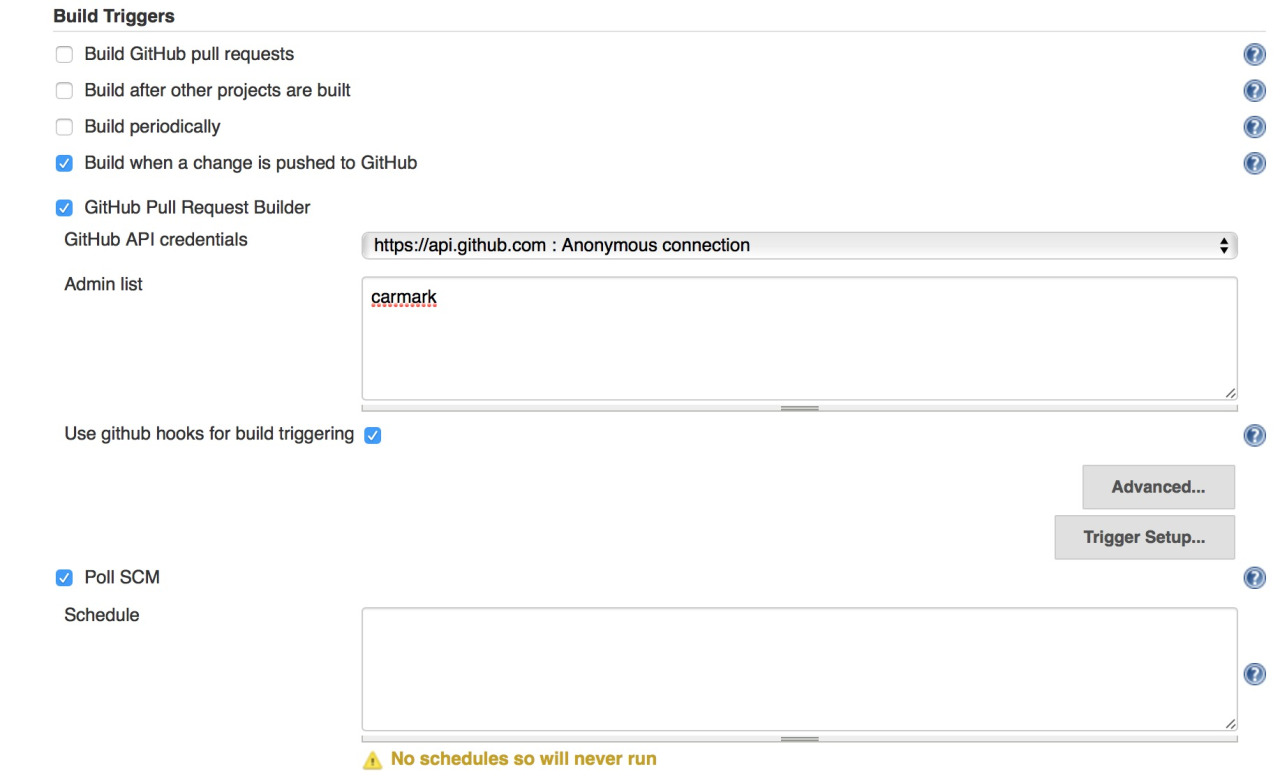 Build Triggers
Build GitHub pull requests
Build after other projects are built
Build periodically
Build when a change is pushed to GitHub
GitHub Pull Request Builder
GitHub API credentials
https://api.github.com : Anonymous connection
Admin list
carmark
Use github hooks for build triggering
Advanced...
Trigger Setup...
Poll SCM
Schedule
No schedules so will never run